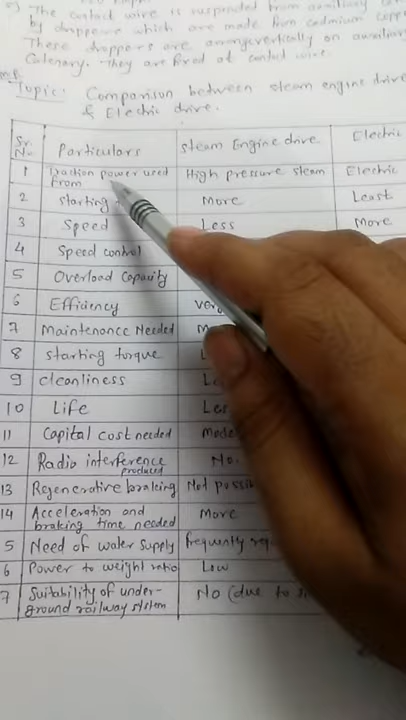 The contact wire is suspended from auxiliary
by droppers which are made from cadmium copp
These droppers are arranged vertically on auxiliary
Catenary. They are fired at contact wire.
Topic: Comparison between steam engine drive
& Electric drive.
Sr. No. Particulars Steam Engine drive Electric
1 Traction power used from High pressure steam Electric
2 starting More Least
3 Speed Less More
4 Speed control
5 Overload Capacity
6 Efficiency very
7 Maintenance Needed
8 starting torque
9 cleanliness
10 Life
11 Capital cost needed
12 Radio interference produced No.
13 Regenerative braking Not possi
14 Acceleration and braking time needed More
5 Need of water supply frequently
6 Power to weight ratio Low
7 Suitability of under-ground railway system No (due to